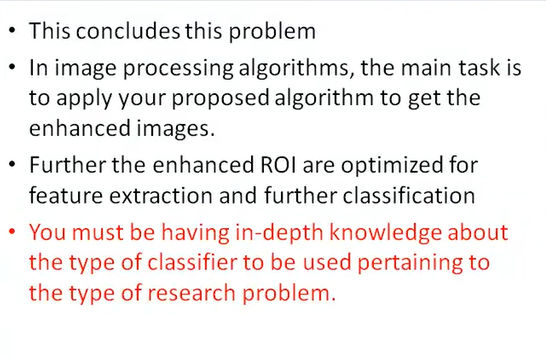 • This concludes this problem
• In image processing algorithms, the main task is
to apply your proposed algorithm to get the
enhanced images.
• Further the enhanced ROI are optimized for
feature extraction and further classification
• You must be having in-depth knowledge about
the type of classifier to be used pertaining to
the type of research problem.